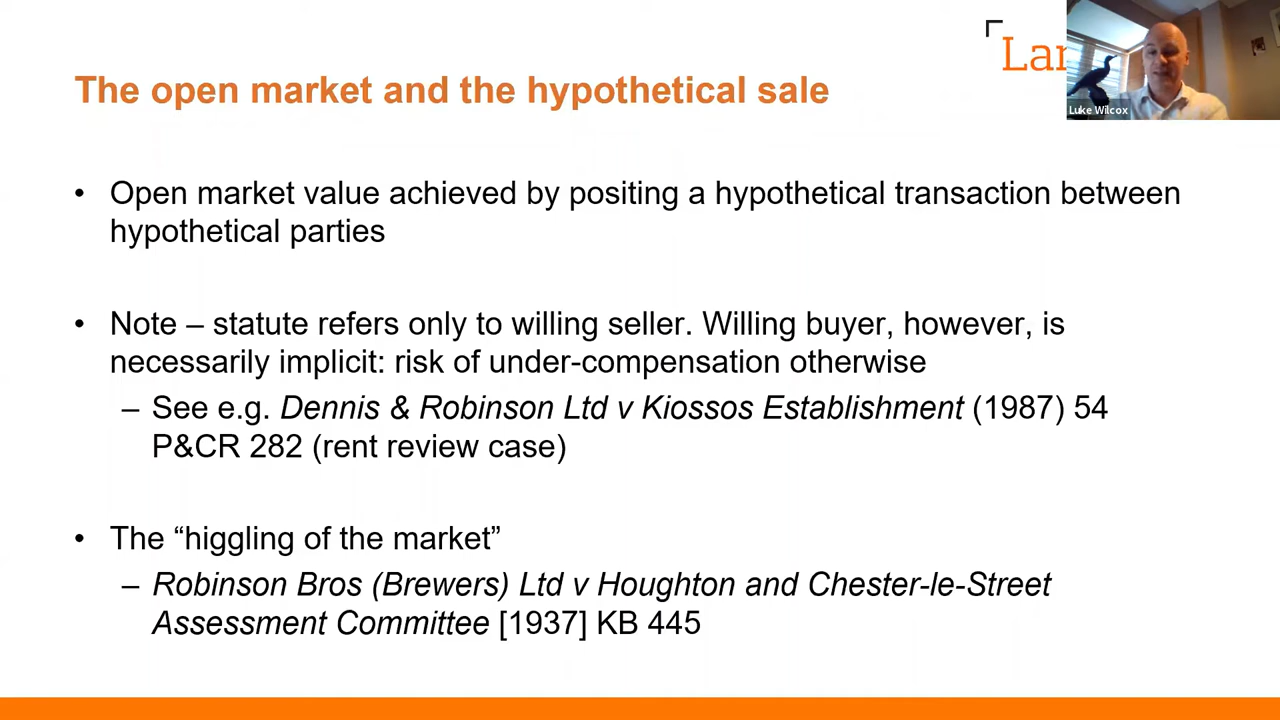 Lan
The open market and the hypothetical sale
Luke Wilcox
• Open market value achieved by positing a hypothetical transaction between
hypothetical parties
• Note – statute refers only to willing seller. Willing buyer, however, is
necessarily implicit: risk of under-compensation otherwise
– See e.g. Dennis & Robinson Ltd v Kiossos Establishment (1987) 54
P&CR 282 (rent review case)
• The “higgling of the market”
– Robinson Bros (Brewers) Ltd v Houghton and Chester-le-Street
Assessment Committee [1937] KB 445